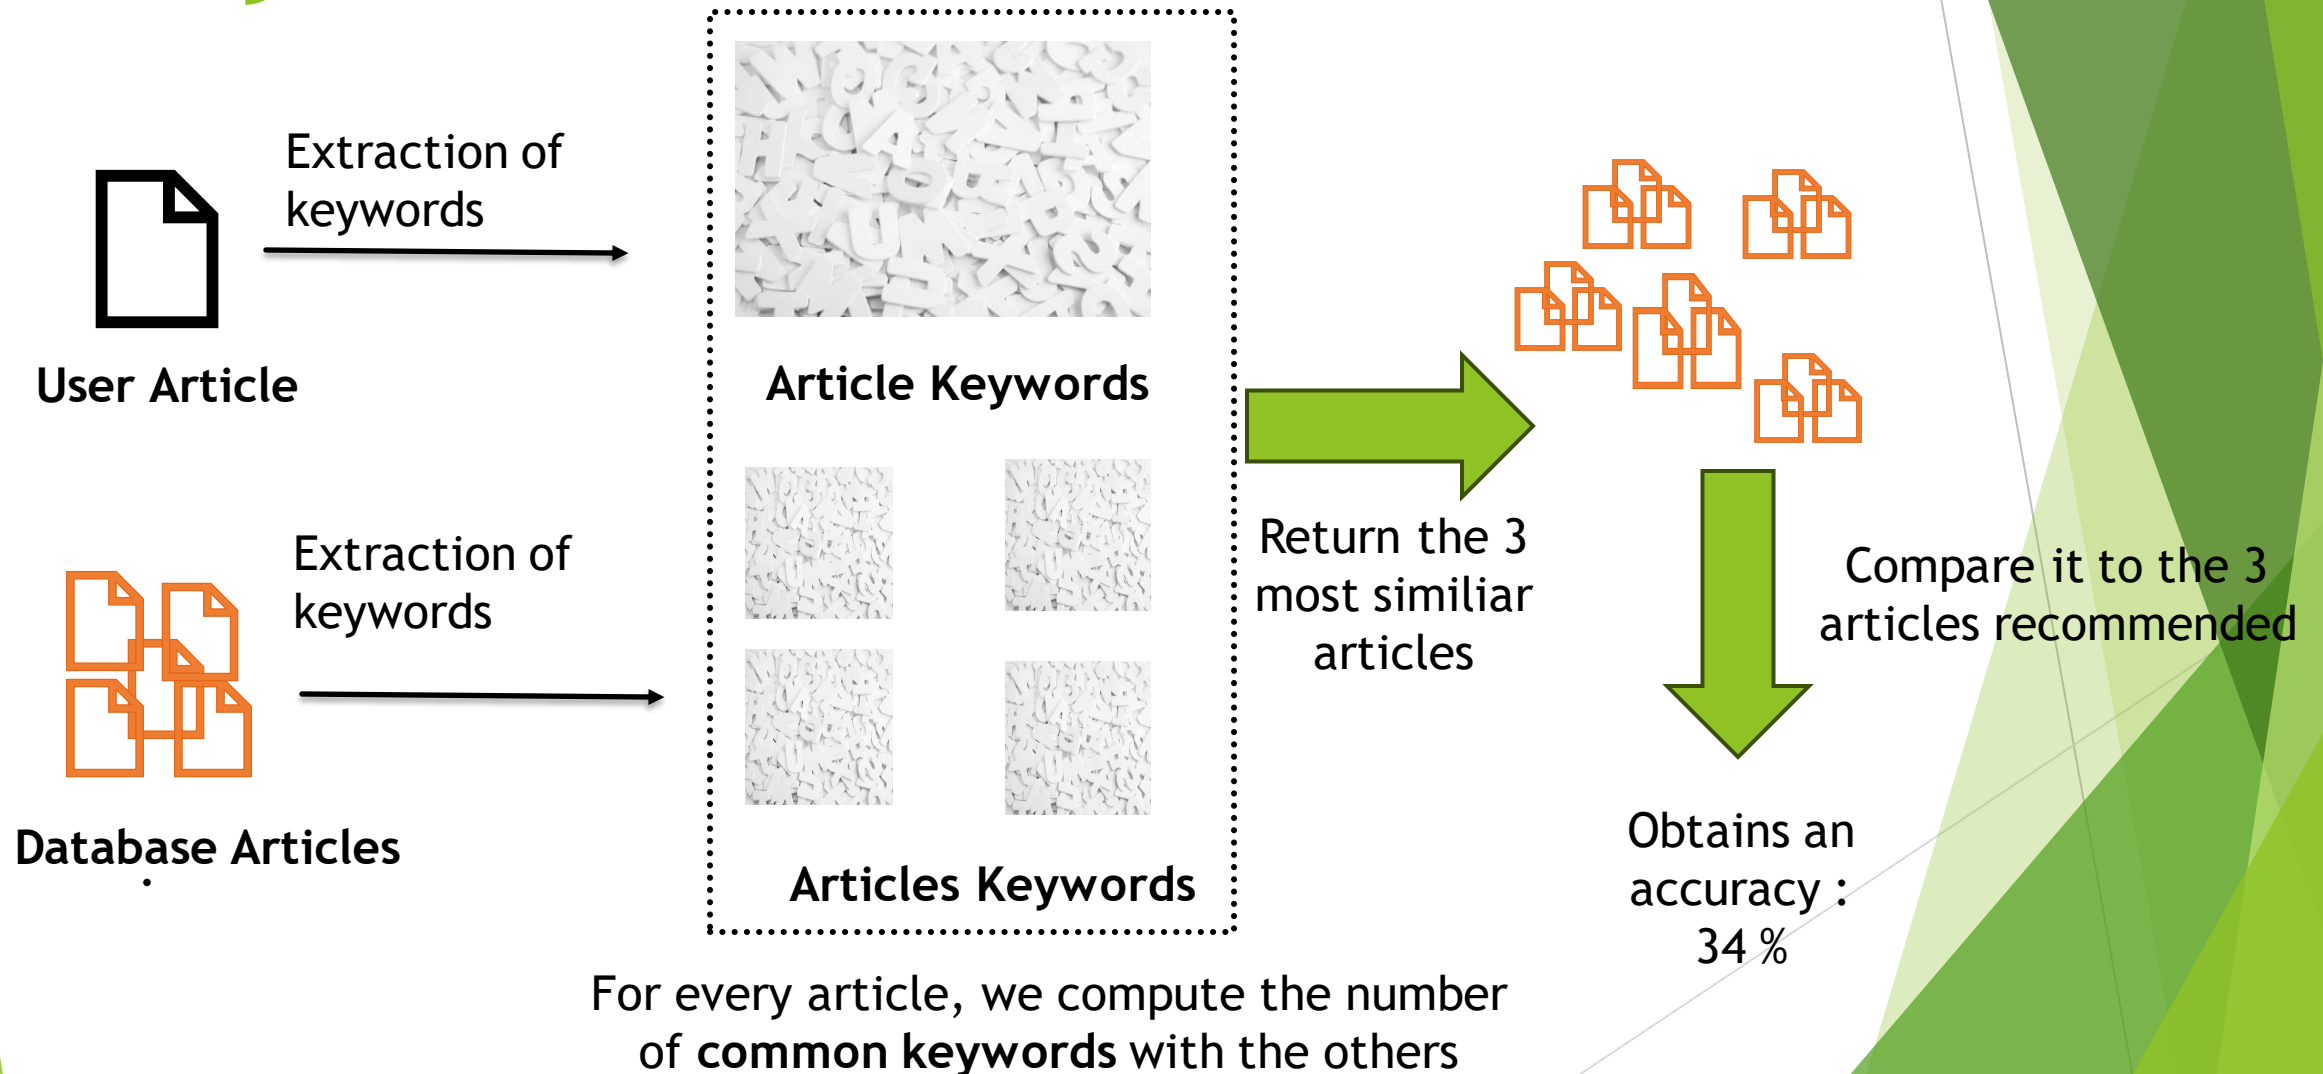 Extraction of
keywords
User Article
Article Keywords
Extraction of
keywords
Database Articles
.
Articles Keywords
For every article, we compute the number
of common keywords with the others
Return the 3
most similiar
articles
Compare it to the 3
articles recommended
Obtains an
accuracy :
34 %